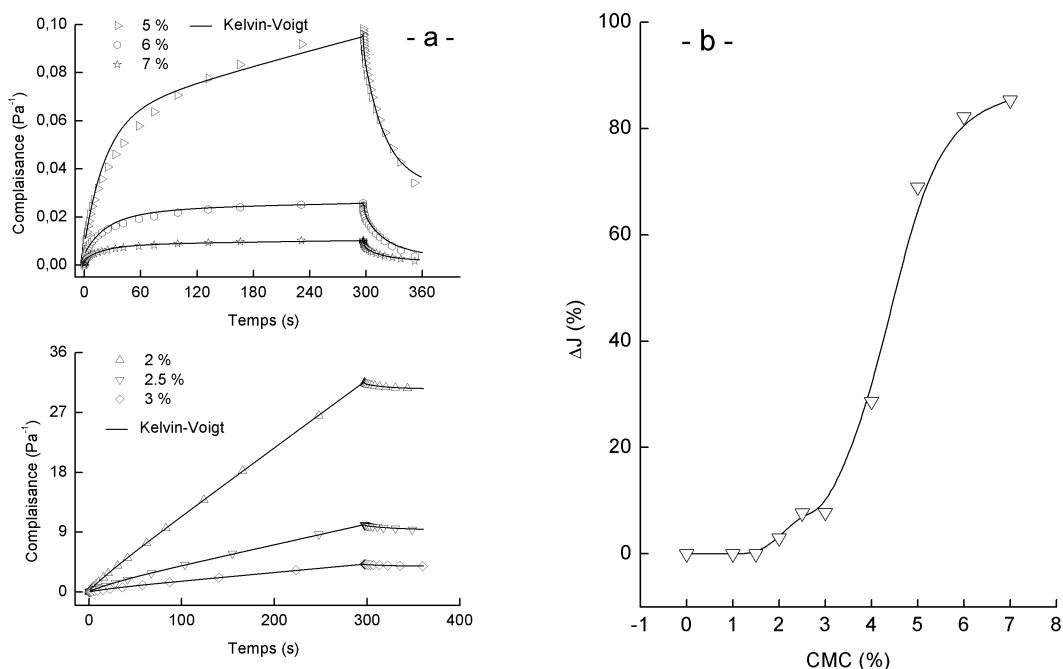 - a -
5 %
6 %
7 %
Kelvin-Voigt
Complaisance (Pa⁻¹)
0,10
0,08
0,06
0,04
0,02
0,00
0 60 120 180 240 300 360
Temps (s)
2 %
2.5 %
3 %
Kelvin-Voigt
Complaisance (Pa⁻¹)
36
27
18
9
0
0 100 200 300 400
Temps (s)
- b -
ΔJ (%)
100
80
60
40
20
0
-1 0 1 2 3 4 5 6 7 8
CMC (%)